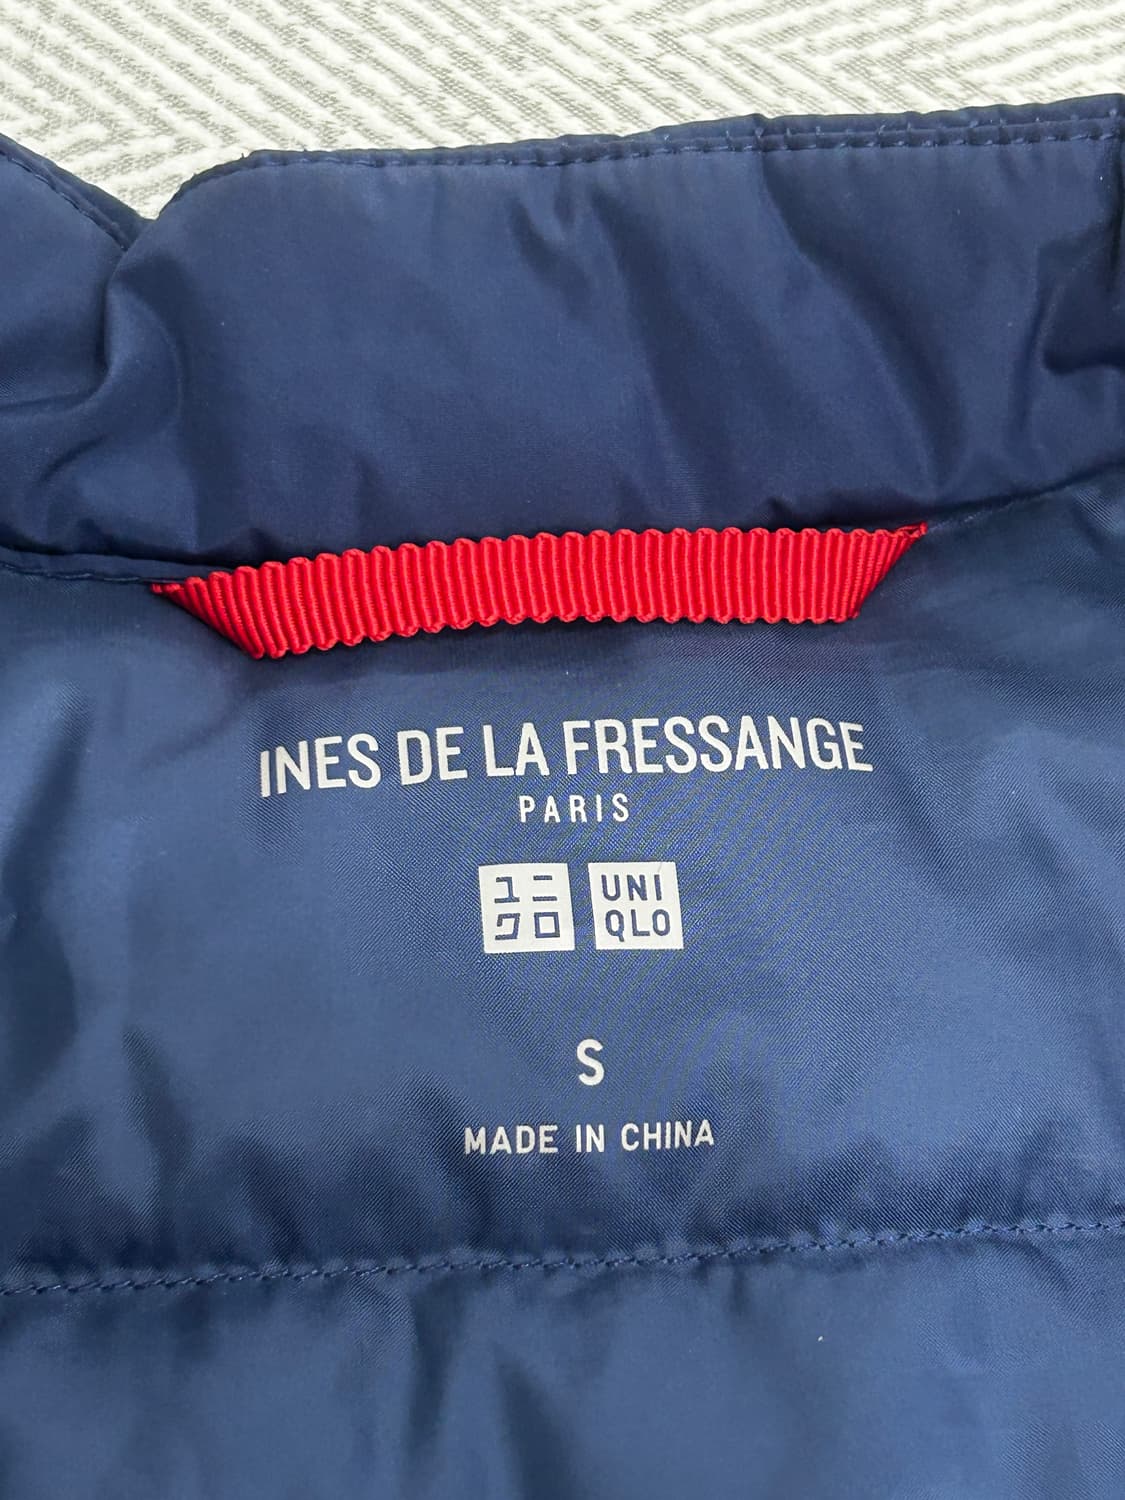 INES DE LA FRESSANGE
PARIS
ユニ UNI
クロ QLO
S
MADE IN CHINA